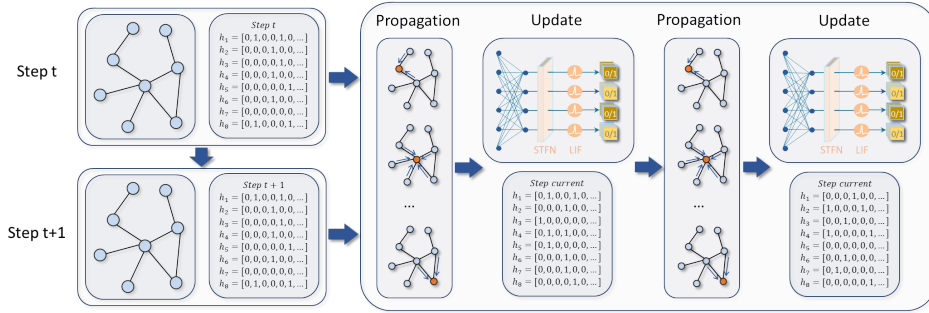 Propagation
Update
Propagation
Update
Step t
Step t
h₁ = [0, 1, 0, 0, 1, 0, ...]
h₂ = [0, 0, 0, 1, 0, 0, ...]
h₃ = [0, 0, 0, 0, 1, 0, ...]
h₄ = [0, 0, 0, 1, 0, 0, ...]
h₅ = [0, 0, 0, 0, 0, 1, ...]
h₆ = [0, 0, 0, 1, 0, 0, ...]
h₇ = [0, 0, 0, 0, 0, 0, ...]
h₈ = [0, 1, 0, 0, 0, 1, ...]
0/1
0/1
0/1
0/1
STFN
LIF
0/1
0/1
0/1
0/1
STFN
LIF
Step t+1
Step t + 1
h₁ = [0, 1, 0, 0, 1, 0, ...]
h₂ = [0, 0, 0, 1, 0, 0, ...]
h₃ = [0, 0, 0, 0, 1, 0, ...]
h₄ = [0, 0, 0, 1, 0, 0, ...]
h₅ = [0, 0, 0, 0, 0, 1, ...]
h₆ = [0, 0, 0, 1, 0, 0, ...]
h₇ = [0, 0, 0, 0, 0, 0, ...]
h₈ = [0, 1, 0, 0, 0, 1, ...]
...
Step current
h₁ = [0, 1, 0, 0, 1, 0, ...]
h₂ = [0, 0, 0, 1, 0, 0, ...]
h₃ = [1, 0, 0, 0, 0, 0, ...]
h₄ = [0, 1, 0, 1, 0, 0, ...]
h₅ = [0, 1, 0, 0, 0, 0, ...]
h₆ = [0, 0, 0, 1, 0, 0, ...]
h₇ = [0, 0, 0, 1, 0, 0, ...]
h₈ = [0, 0, 0, 0, 1, 0, ...]
...
Step current
h₁ = [0, 0, 0, 1, 0, 0, ...]
h₂ = [1, 0, 0, 0, 1, 0, ...]
h₃ = [0, 0, 1, 0, 0, 0, ...]
h₄ = [1, 0, 0, 0, 0, 1, ...]
h₅ = [0, 0, 0, 0, 0, 0, ...]
h₆ = [0, 0, 1, 0, 0, 0, ...]
h₇ = [0, 1, 0, 0, 0, 0, ...]
h₈ = [0, 0, 0, 0, 0, 1, ...]